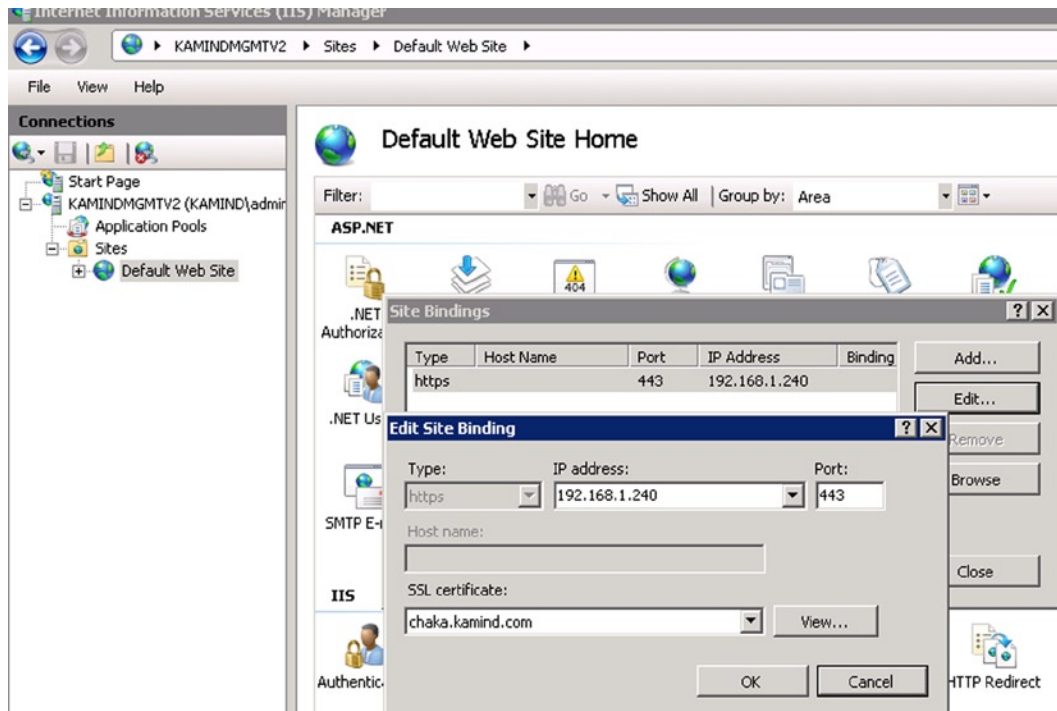 Internet Information Services (IIS) Manager
KAMINDMGMTV2 Sites Default Web Site
File View Help
Connections
Start Page
KAMINDMGMTV2 (KAMIND\admin
Application Pools
Sites
Default Web Site
Default Web Site Home
Filter: Go Show All Group by: Area
ASP.NET
404
.NET
Authoriza
.NET Us
SMTP E-
IIS
Authentic
HTTP Redirect
Site Bindings
Type Host Name Port IP Address Binding
https 443 192.168.1.240
Add...
Edit...
Remove
Browse
Close
Edit Site Binding
Type: IP address: Port:
https 192.168.1.240 443
Host name:
SSL certificate:
chaka.kamind.com View...
OK Cancel